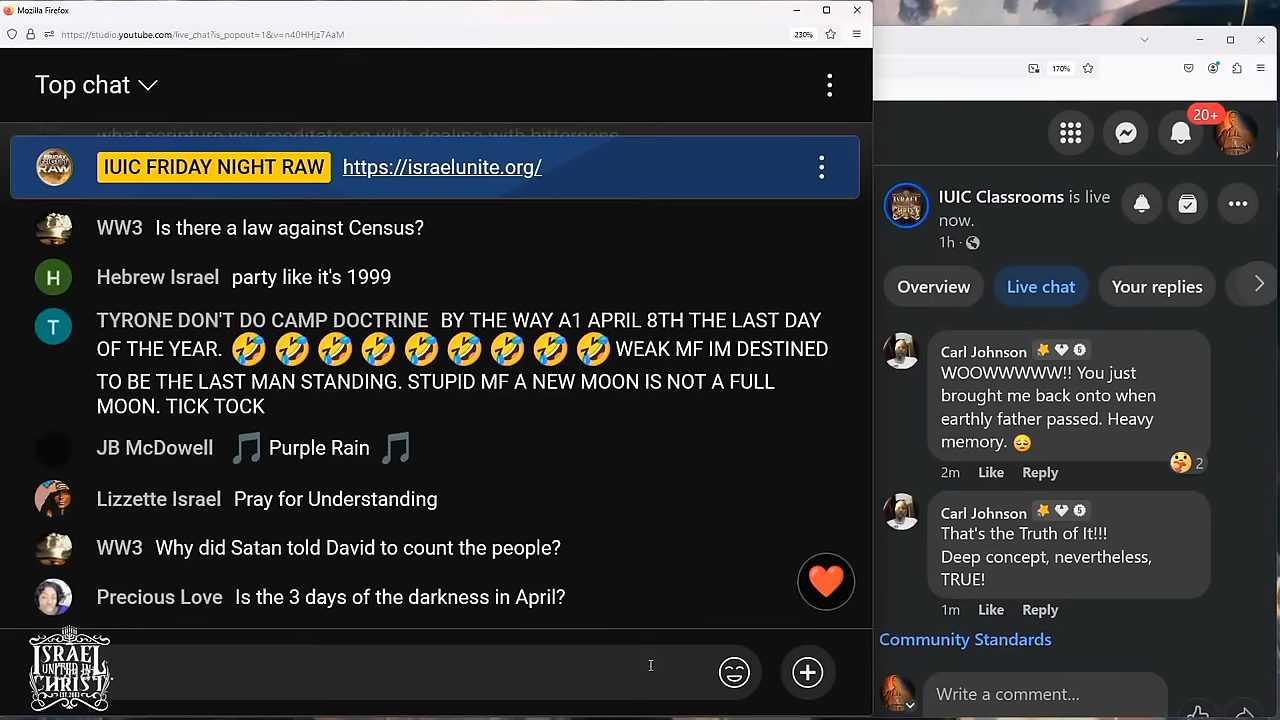 Mozilla Firefox
https://studio.youtube.com/live_chat?is_popout=1&v=n40HHjz7AaM
230%
Top chat
what scripture you meditate on with dealing with bitterness
IUIC FRIDAY NIGHT RAW https://israelunite.org/
WW3 Is there a law against Census?
H Hebrew Israel party like it's 1999
T TYRONE DON'T DO CAMP DOCTRINE BY THE WAY A1 APRIL 8TH THE LAST DAY
OF THE YEAR. 🤣🤣🤣🤣🤣🤣🤣🤣🤣 WEAK MF IM DESTINED
TO BE THE LAST MAN STANDING. STUPID MF A NEW MOON IS NOT A FULL
MOON. TICK TOCK
JB McDowell 🎵 Purple Rain 🎵
Lizzette Israel Pray for Understanding
WW3 Why did Satan told David to count the people?
Precious Love Is the 3 days of the darkness in April?
ISRAEL
UNITED IN
CHRIST
EST. 2003
170%
20+
IUIC Classrooms is live
now.
1h
Overview
Live chat
Your replies
Carl Johnson
WOOWWWWW!! You just
brought me back onto when
earthly father passed. Heavy
memory. 😔
2m Like Reply 2
Carl Johnson
That's the Truth of It!!!
Deep concept, nevertheless,
TRUE!
1m Like Reply
Community Standards
Write a comment...